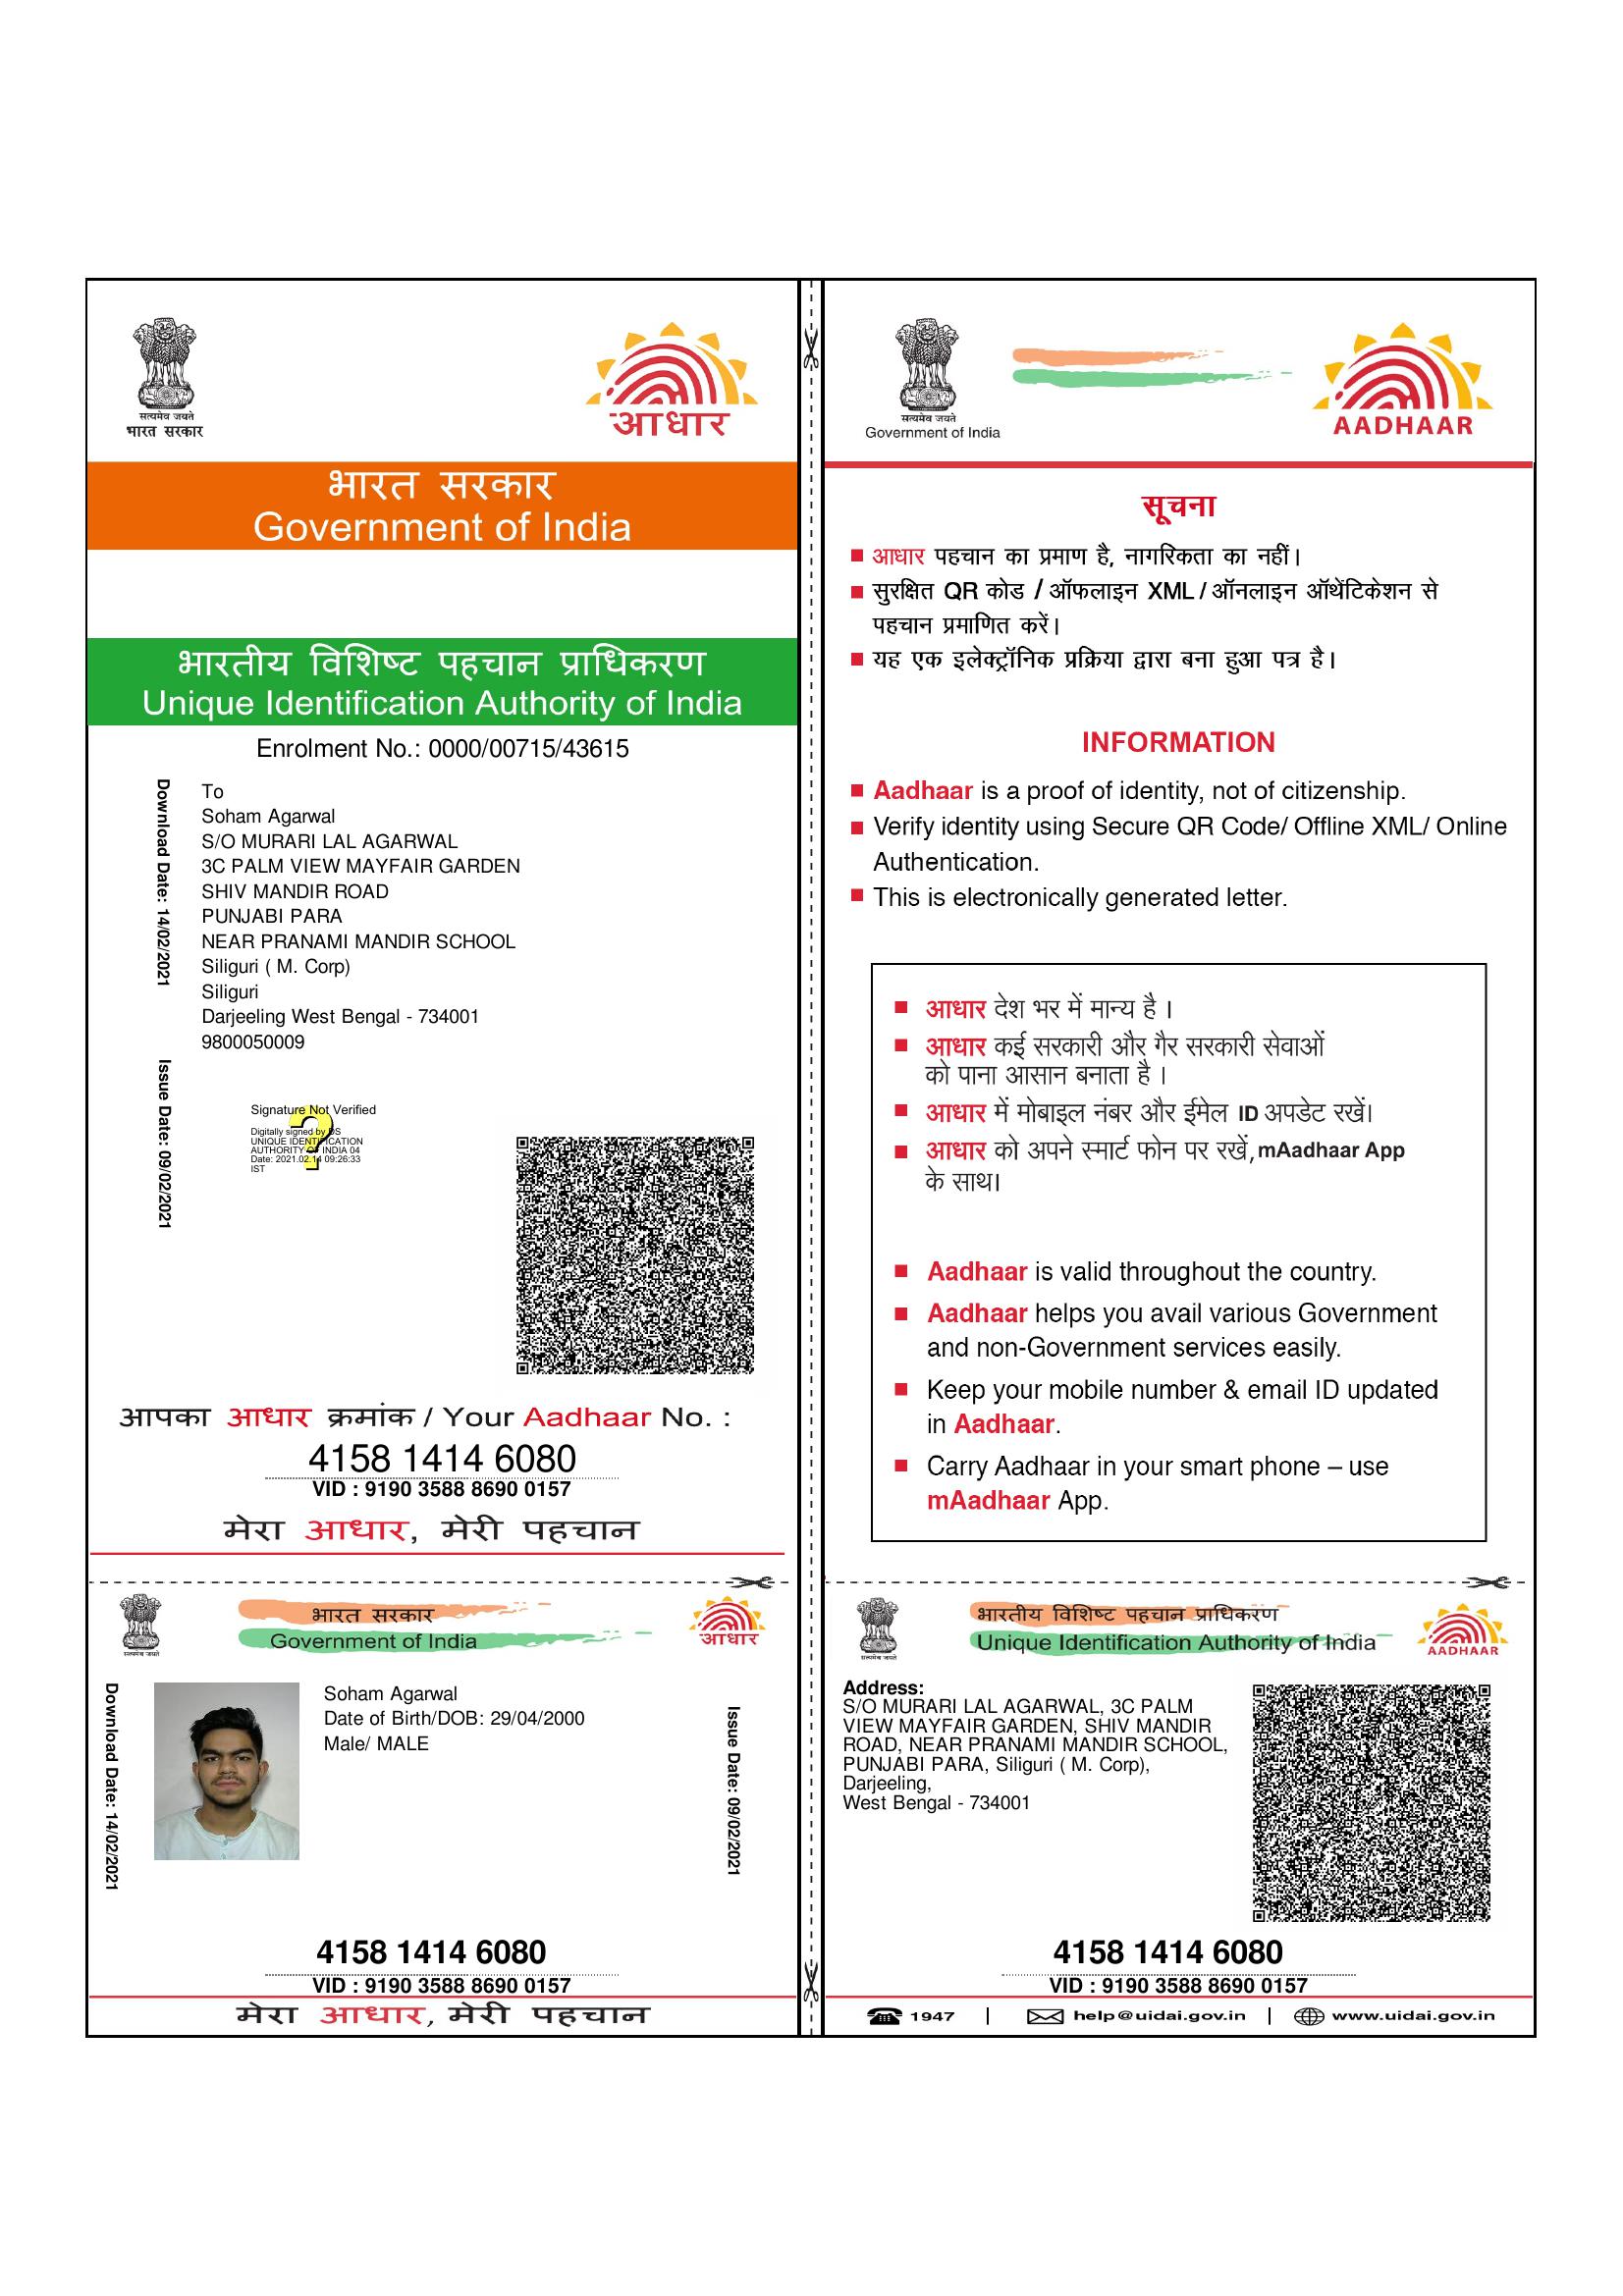 सत्यमेव जयते
भारत सरकार
आधार
भारत सरकार
Government of India
भारतीय विशिष्ट पहचान प्राधिकरण
Unique Identification Authority of India
Enrolment No.: 0000/00715/43615
Download Date: 14/02/2021
Issue Date: 09/02/2021
To
Soham Agarwal
S/O MURARI LAL AGARWAL
3C PALM VIEW MAYFAIR GARDEN
SHIV MANDIR ROAD
PUNJABI PARA
NEAR PRANAMI MANDIR SCHOOL
Siliguri ( M. Corp)
Siliguri
Darjeeling West Bengal - 734001
9800050009
Signature Not Verified
Digitally signed by DS
UNIQUE IDENTIFICATION
AUTHORITY OF INDIA 04
Date: 2021.02.14 09:26:33
IST
आपका आधार क्रमांक / Your Aadhaar No. :
4158 1414 6080
VID : 9190 3588 8690 0157
मेरा आधार, मेरी पहचान
सत्यमेव जयते
Government of India
AADHAAR
सूचना
आधार पहचान का प्रमाण है, नागरिकता का नहीं।
सुरक्षित QR कोड / ऑफलाइन XML / ऑनलाइन ऑथेंटिकेशन से
पहचान प्रमाणित करें।
यह एक इलेक्ट्रॉनिक प्रक्रिया द्वारा बना हुआ पत्र है।
INFORMATION
Aadhaar is a proof of identity, not of citizenship.
Verify identity using Secure QR Code/ Offline XML/ Online
Authentication.
This is electronically generated letter.
आधार देश भर में मान्य है ।
आधार कई सरकारी और गैर सरकारी सेवाओं
को पाना आसान बनाता है ।
आधार में मोबाइल नंबर और ईमेल ID अपडेट रखें।
आधार को अपने स्मार्ट फोन पर रखें, mAadhaar App
के साथ।
Aadhaar is valid throughout the country.
Aadhaar helps you avail various Government
and non-Government services easily.
Keep your mobile number & email ID updated
in Aadhaar.
Carry Aadhaar in your smart phone – use
mAadhaar App.
सत्यमेव जयते
भारत सरकार
Government of India
आधार
Download Date: 14/02/2021
Soham Agarwal
Date of Birth/DOB: 29/04/2000
Male/ MALE
Issue Date: 09/02/2021
4158 1414 6080
VID : 9190 3588 8690 0157
मेरा आधार, मेरी पहचान
सत्यमेव जयते
भारतीय विशिष्ट पहचान प्राधिकरण
Unique Identification Authority of India
AADHAAR
Address:
S/O MURARI LAL AGARWAL, 3C PALM
VIEW MAYFAIR GARDEN, SHIV MANDIR
ROAD, NEAR PRANAMI MANDIR SCHOOL,
PUNJABI PARA, Siliguri ( M. Corp),
Darjeeling,
West Bengal - 734001
4158 1414 6080
VID : 9190 3588 8690 0157
1947 | help@uidai.gov.in | www.uidai.gov.in